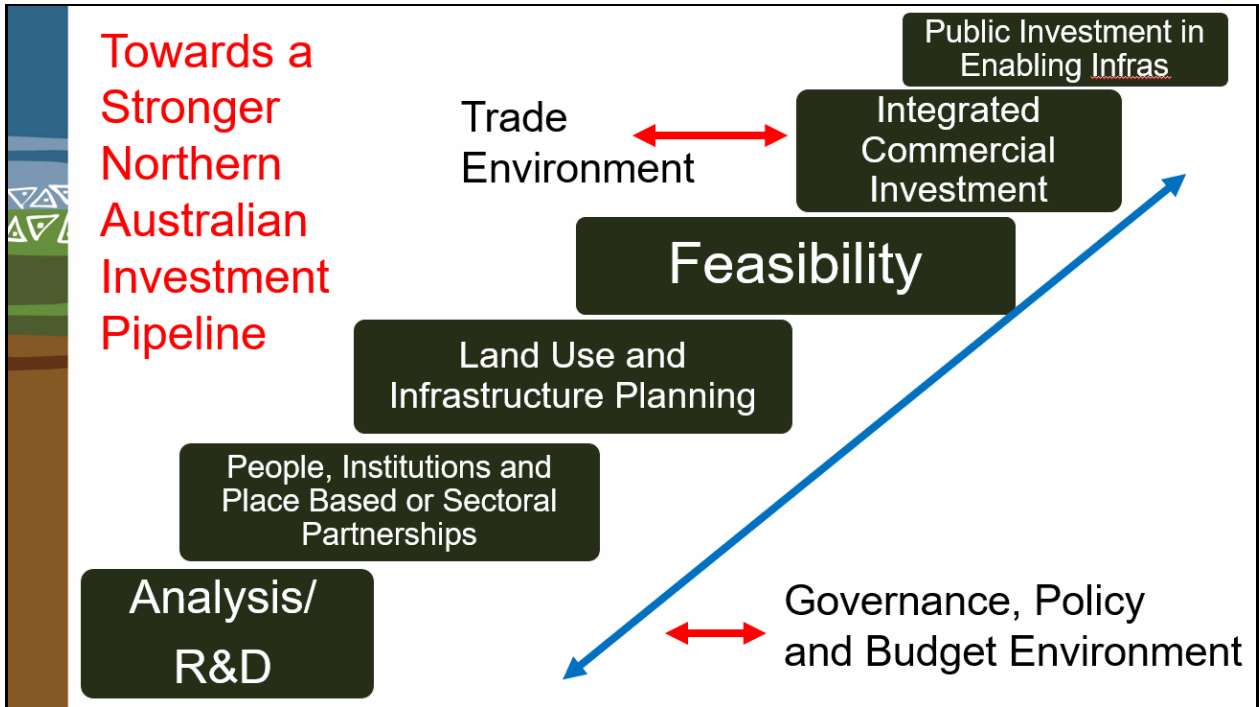 Towards a
Stronger
Northern
Australian
Investment
Pipeline
Public Investment in
Enabling Infras
Trade
Environment
Integrated
Commercial
Investment
Feasibility
Land Use and
Infrastructure Planning
People, Institutions and
Place Based or Sectoral
Partnerships
Analysis/
R&D
Governance, Policy
and Budget Environment